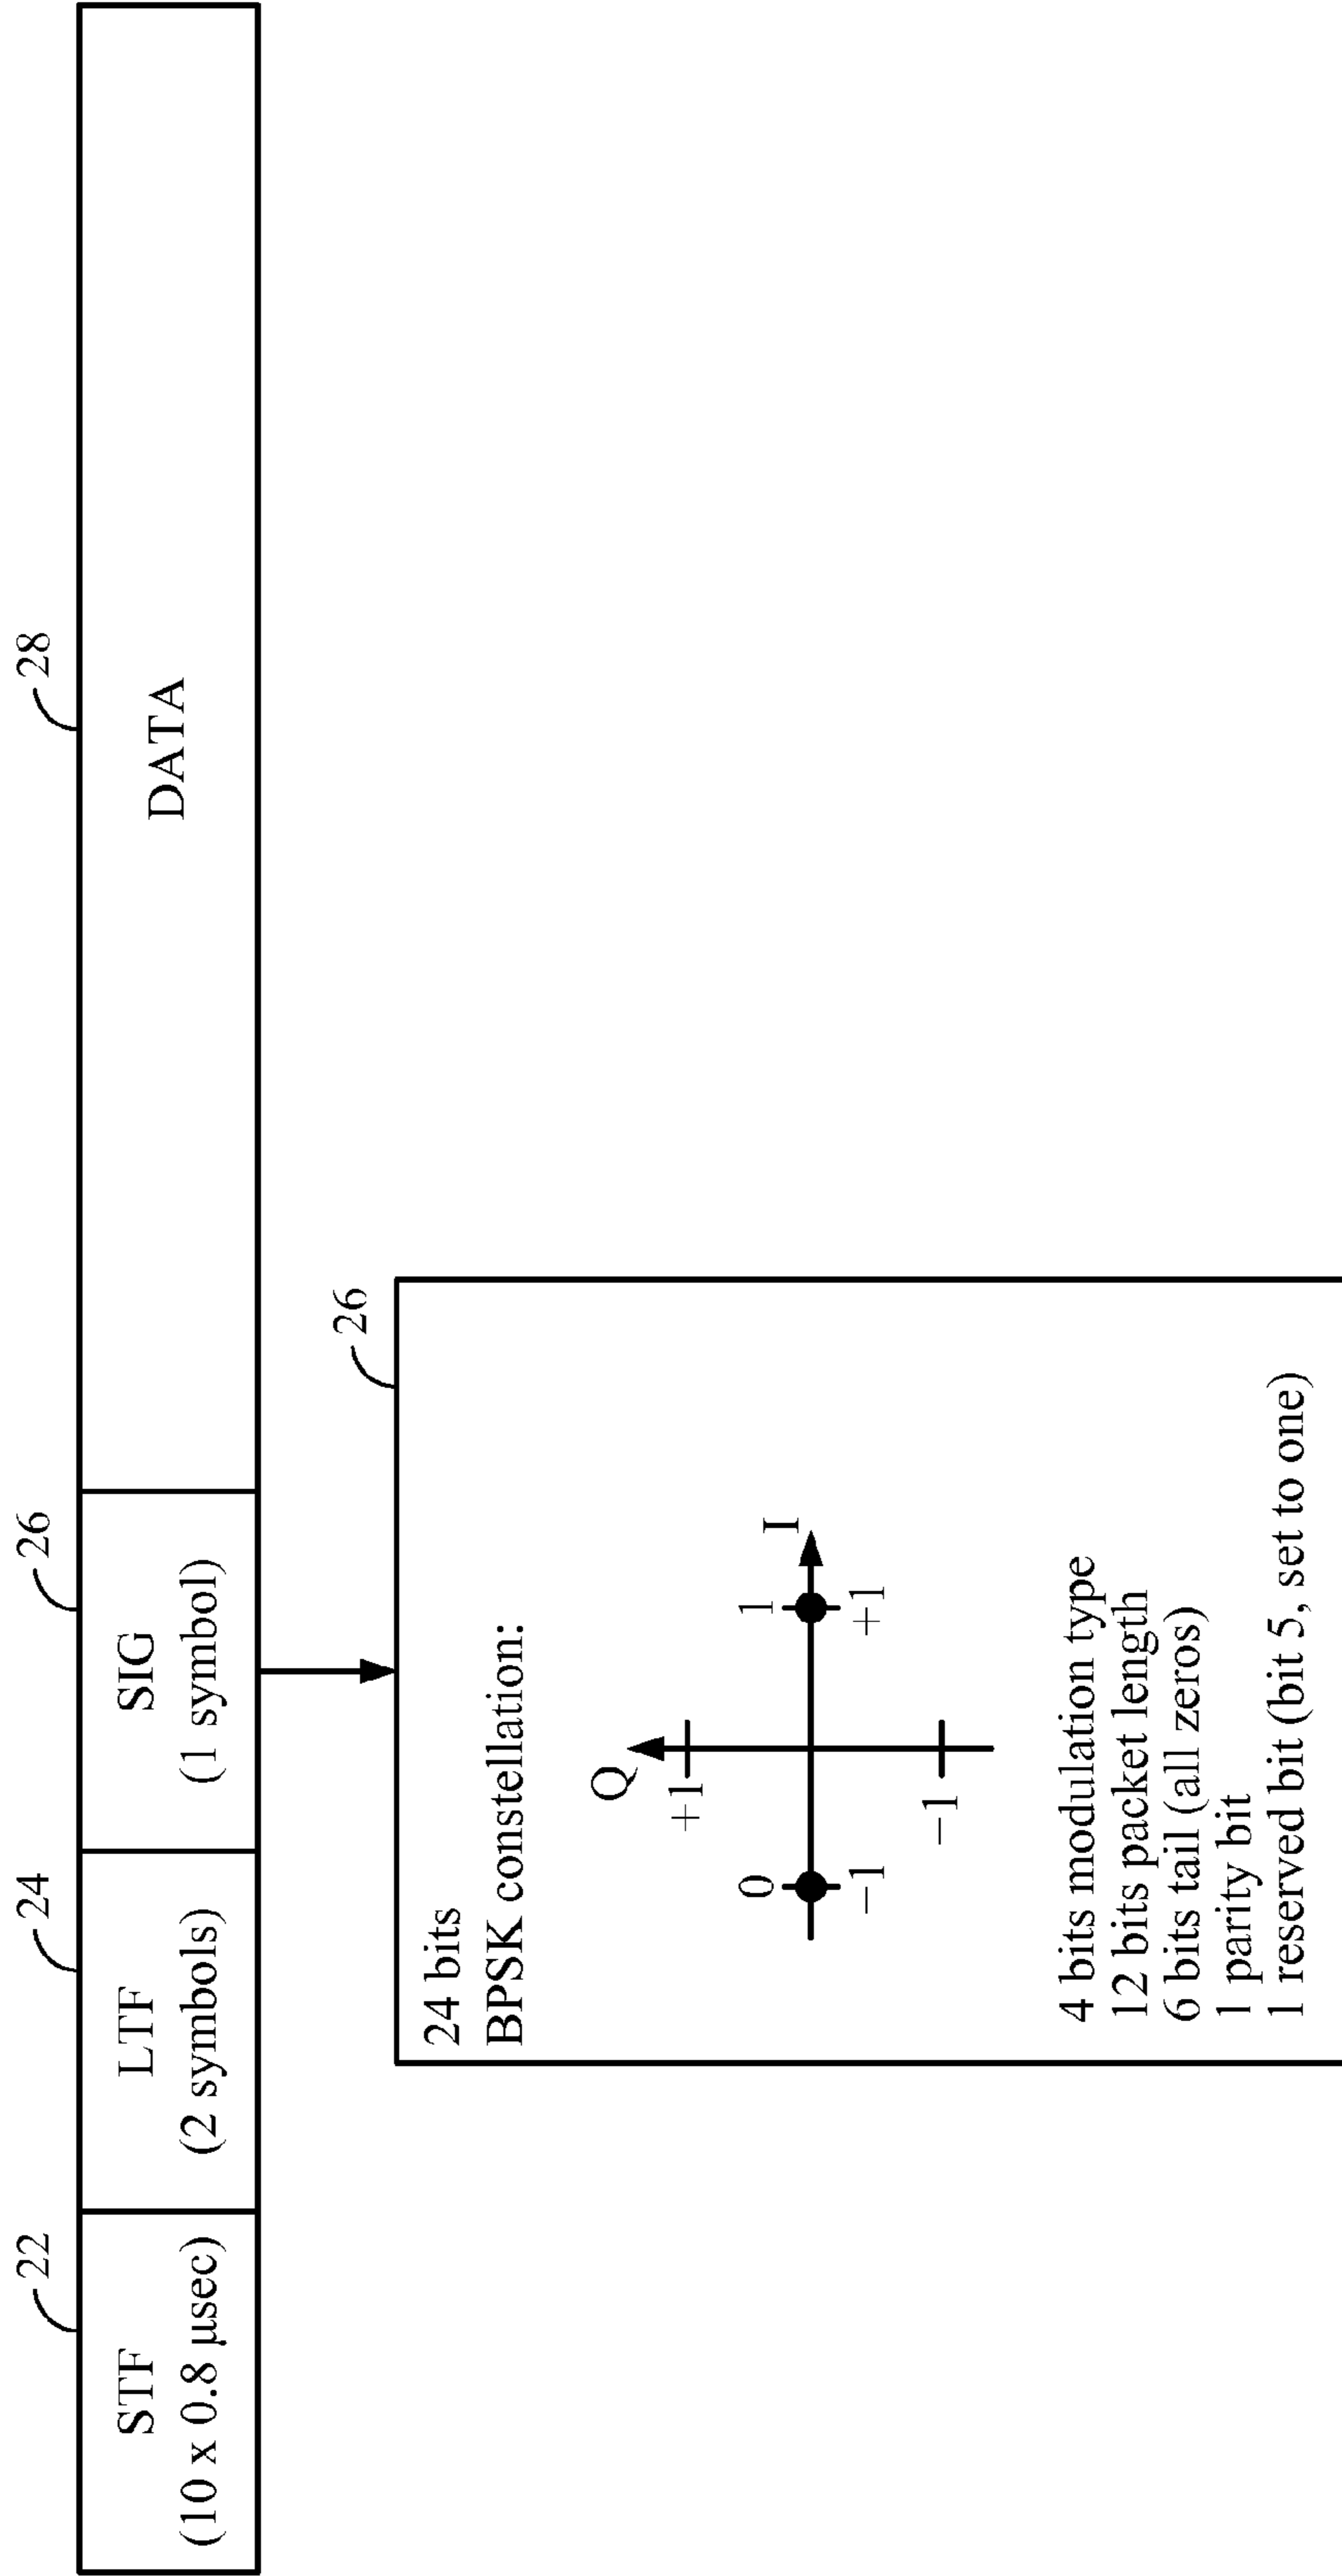 22
24
26
28
STF
(10 x 0.8 µsec)
LTF
(2 symbols)
SIG
(1 symbol)
DATA
26
24 bits
BPSK constellation:
Q
+1
0
1
I
−1
+1
−1
4 bits modulation type
12 bits packet length
6 bits tail (all zeros)
1 parity bit
1 reserved bit (bit 5, set to one)